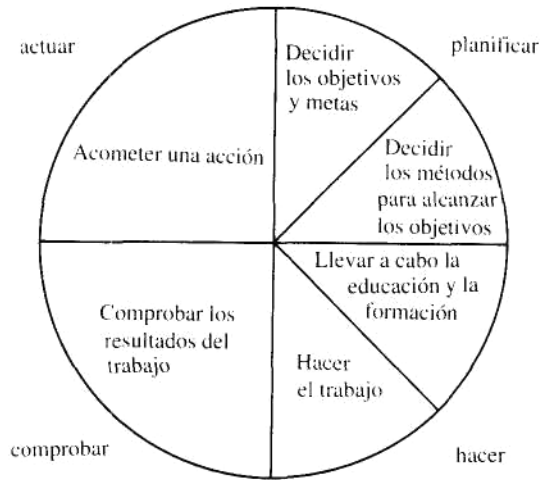 actuar
planificar
Decidir
los objetivos
y metas
Acometer una acción
Decidir
los métodos
para alcanzar
los objetivos
Llevar a cabo la
educación y la
formación
Comprobar los
resultados del
trabajo
Hacer
el trabajo
comprobar
hacer